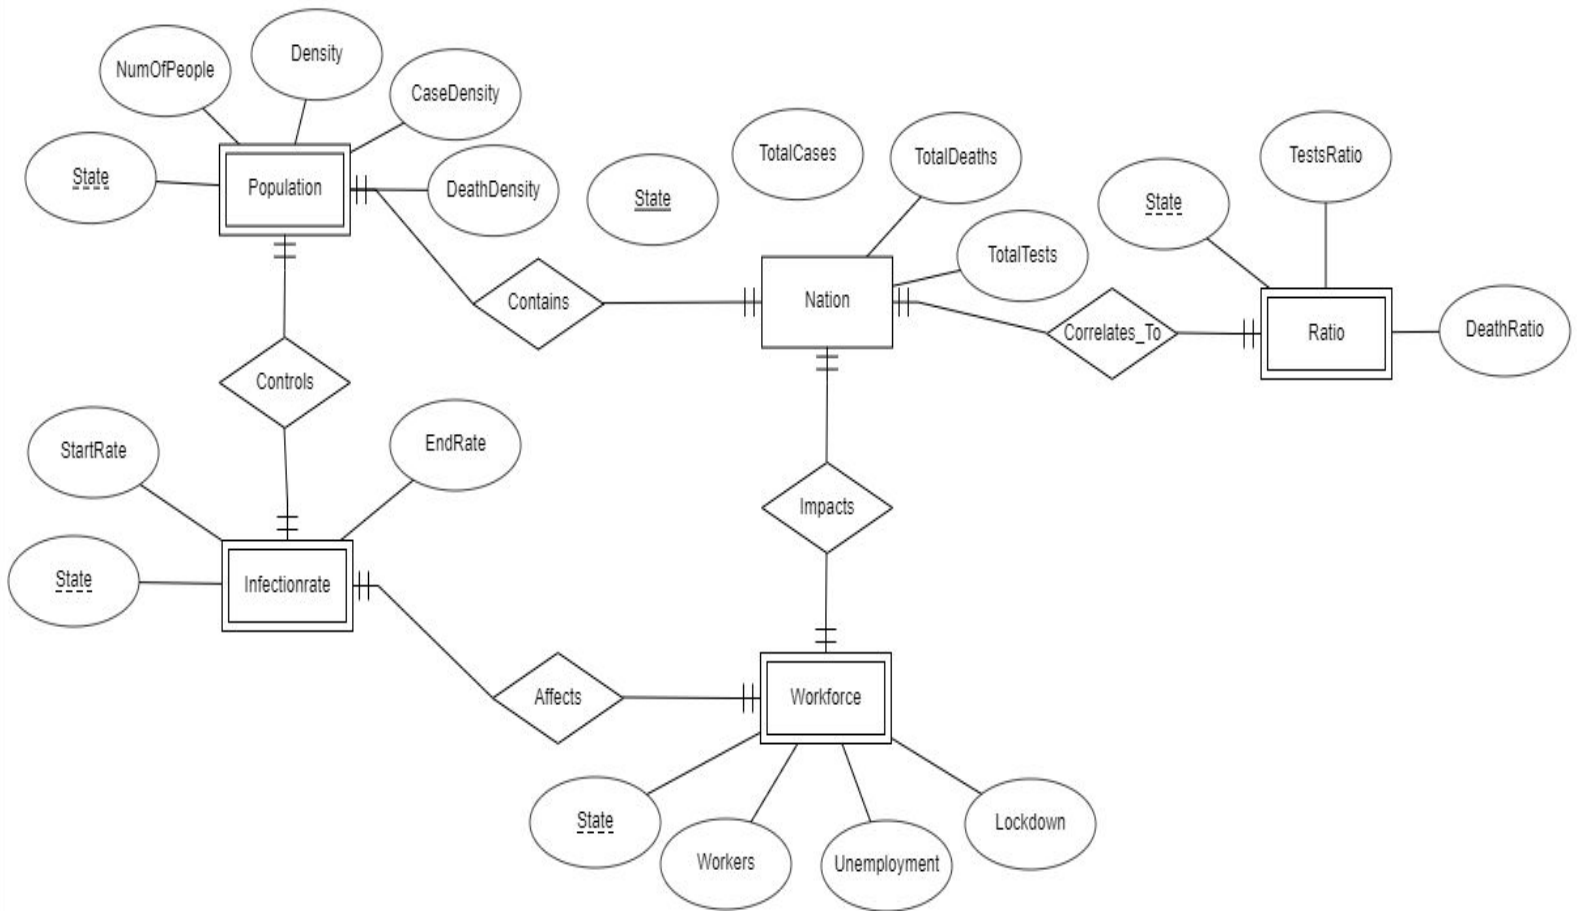 NumOfPeople
Density
CaseDensity
State
Population
DeathDensity
State
TotalCases
TotalDeaths
TotalTests
State
TestsRatio
Contains
Nation
Correlates_To
Ratio
DeathRatio
Controls
StartRate
EndRate
Impacts
State
Infectionrate
Affects
Workforce
State
Workers
Unemployment
Lockdown